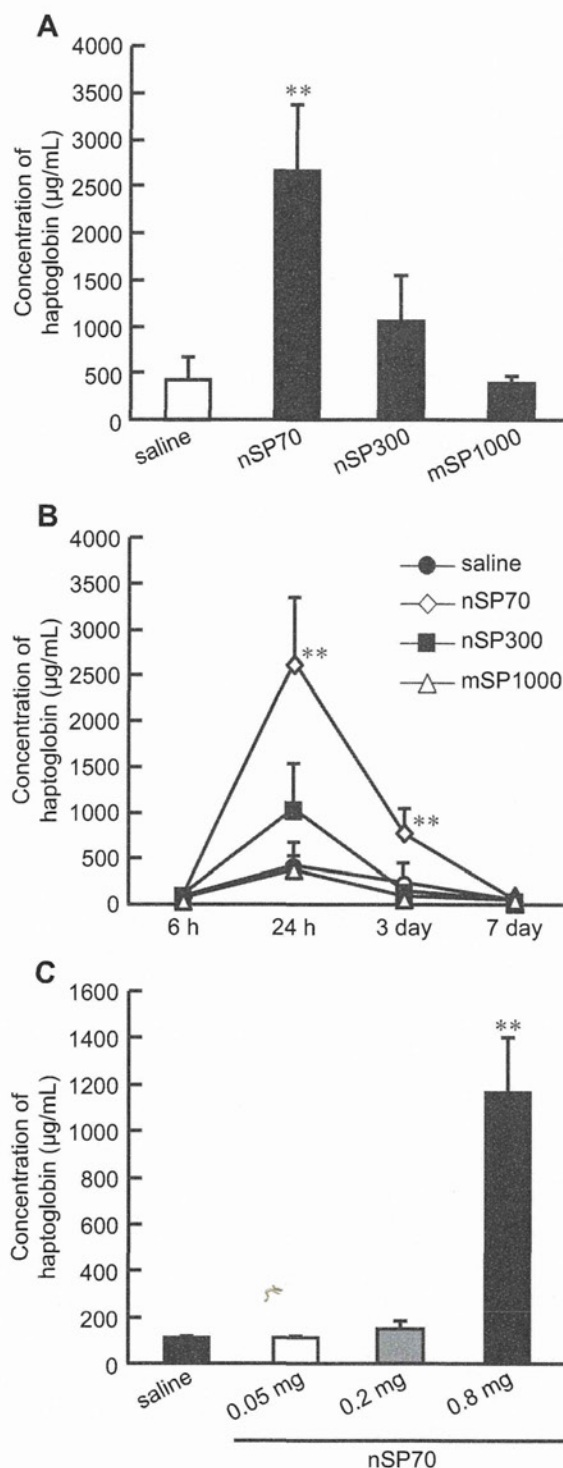 A
Concentration of
haptoglobin (µg/mL)
4000
3500
3000
2500
2000
1500
1000
500
0
**
saline
nSP70
nSP300
mSP1000
B
Concentration of
haptoglobin (µg/mL)
4000
3500
3000
2500
2000
1500
1000
500
0
saline
nSP70
nSP300
mSP1000
**
**
6 h 24 h 3 day 7 day
C
Concentration of
haptoglobin (µg/mL)
1600
1400
1200
1000
800
600
400
200
0
**
saline
0.05 mg
0.2 mg
0.8 mg
nSP70